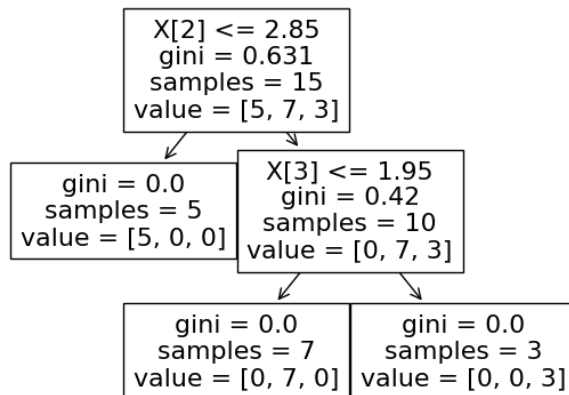 X[2] <= 2.85
gini = 0.631
samples = 15
value = [5, 7, 3]
gini = 0.0
samples = 5
value = [5, 0, 0]
X[3] <= 1.95
gini = 0.42
samples = 10
value = [0, 7, 3]
gini = 0.0
samples = 7
value = [0, 7, 0]
gini = 0.0
samples = 3
value = [0, 0, 3]